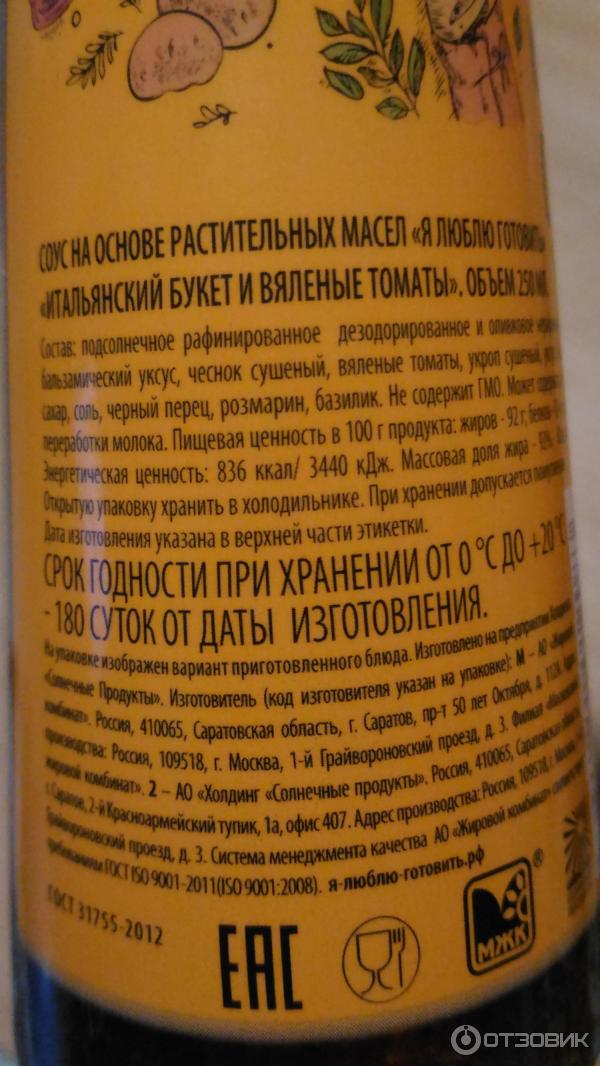 СОУС НА ОСНОВЕ РАСТИТЕЛЬНЫХ МАСЕЛ «Я ЛЮБЛЮ ГОТОВИТЬ»
«ИТАЛЬЯНСКИЙ БУКЕТ И ВЯЛЕНЫЕ ТОМАТЫ». ОБЪЕМ 250 МЛ.
Состав: подсолнечное рафинированное дезодорированное и оливковое
бальзамический уксус, чеснок сушеный, вяленые томаты, укроп сушеный,
сахар, соль, черный перец, розмарин, базилик. Не содержит ГМО. Может
переработки молока. Пищевая ценность в 100 г продукта: жиров - 92 г;
Энергетическая ценность: 836 ккал/ 3440 кДж. Массовая доля жира - 92%.
Открытую упаковку хранить в холодильнике. При хранении допускается
Дата изготовления указана в верхней части этикетки.
СРОК ГОДНОСТИ ПРИ ХРАНЕНИИ ОТ 0 °С ДО +20 °С
- 180 СУТОК ОТ ДАТЫ ИЗГОТОВЛЕНИЯ.
На упаковке изображен вариант приготовленного блюда. Изготовлено на предприятии
«Солнечные Продукты». Изготовитель (код изготовителя указан на упаковке): М – АО «Жировой
комбинат». Россия, 410065, Саратовская область, г. Саратов, пр-т 50 лет Октября, д. 112А.
производства: Россия, 109518, г. Москва, 1-й Грайвороновский проезд, д. 3. Филиал «Московский
жировой комбинат». 2 – АО «Холдинг «Солнечные продукты». Россия, 410065, Саратовская
г. Саратов, 2-й Красноармейский тупик, 1а, офис 407. Адрес производства: Россия, 109518, г. Москва,
Грайвороновский проезд, д. 3. Система менеджмента качества АО «Жировой комбинат»
требованиям ГОСТ ISO 9001-2011(ISO 9001:2008). я-люблю-готовить.рф
ГОСТ 31755-2012
ЕАС
МЖК ®
ОТЗОВИК